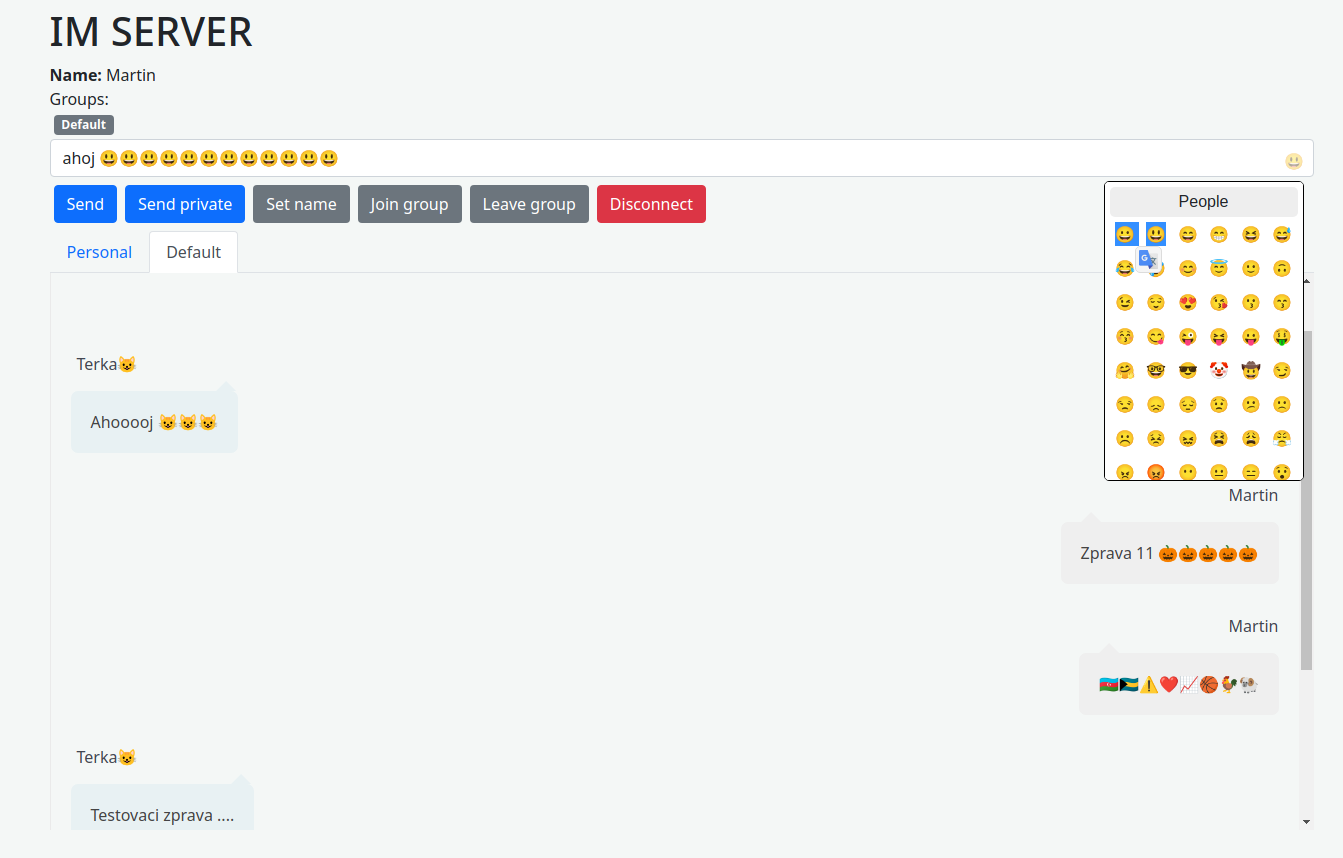 IM SERVER
Name: Martin
Groups:
Default
ahoj 😃😃😃😃😃😃😃😃😃😃😃😃
Send Send private Set name Join group Leave group Disconnect
People
Personal Default
Terka😺
Ahooooj 😺😺😺
Martin
Zprava 11 🎃🎃🎃🎃🎃
Martin
🇦🇿🇧🇸⚠️❤️📈🏀🐓🐏
Terka😺
Testovaci zprava ....